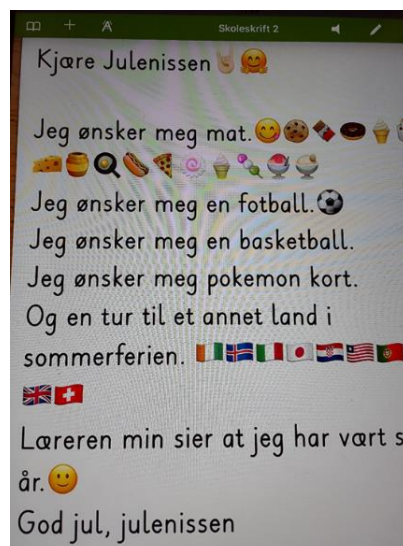 Skoleskrift 2
Kjære Julenissen
Jeg ønsker meg mat.
Jeg ønsker meg en fotball.
Jeg ønsker meg en basketball.
Jeg ønsker meg pokemon kort.
Og en tur til et annet land i
sommerferien.
Læreren min sier at jeg har vært s
år.
God jul, julenissen